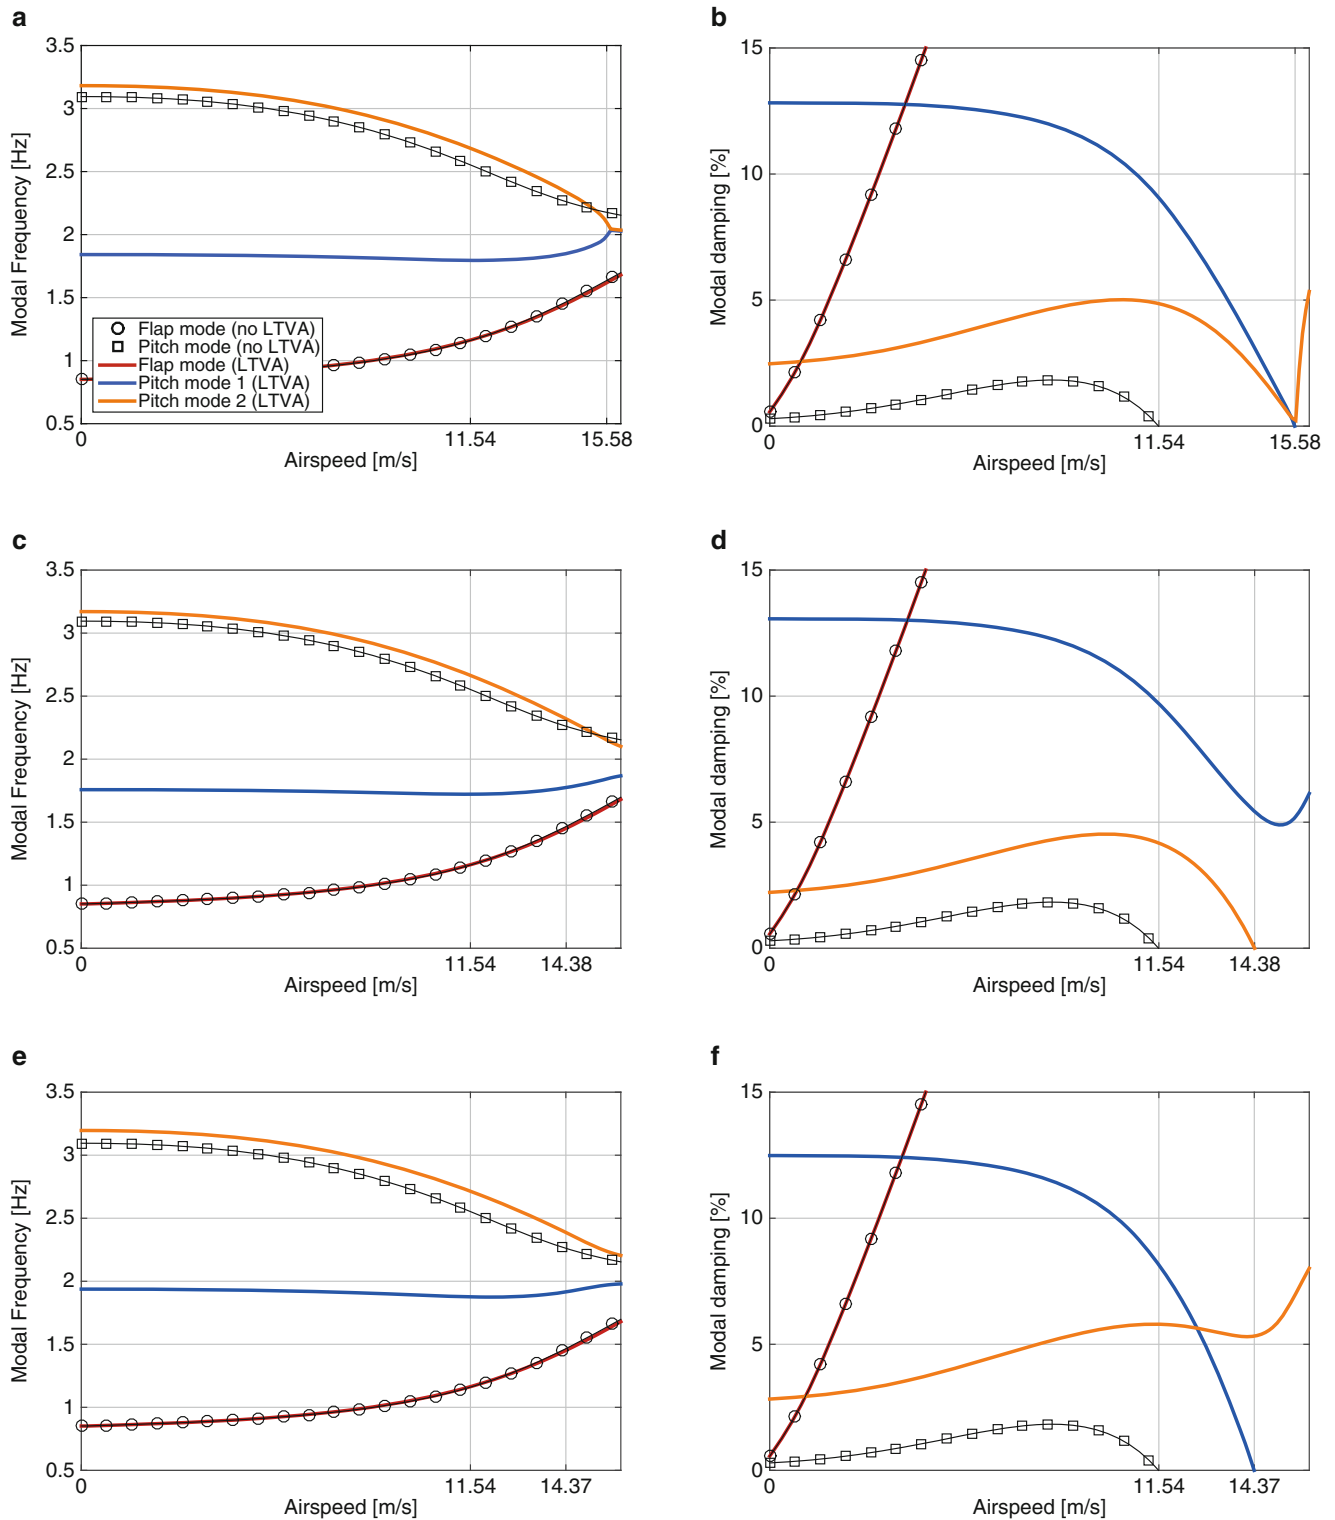 a
3.5
3
2.5
2
1.5
1
0.5
Modal Frequency [Hz]
Flap mode (no LTVA)
Pitch mode (no LTVA)
Flap mode (LTVA)
Pitch mode 1 (LTVA)
Pitch mode 2 (LTVA)
0
11.54
15.58
Airspeed [m/s]
b
15
10
5
0
Modal damping [%]
0
11.54
15.58
Airspeed [m/s]
c
3.5
3
2.5
2
1.5
1
0.5
Modal Frequency [Hz]
0
11.54
14.38
Airspeed [m/s]
d
15
10
5
0
Modal damping [%]
0
11.54
14.38
Airspeed [m/s]
e
3.5
3
2.5
2
1.5
1
0.5
Modal Frequency [Hz]
0
11.54
14.37
Airspeed [m/s]
f
15
10
5
0
Modal damping [%]
0
11.54
14.37
Airspeed [m/s]